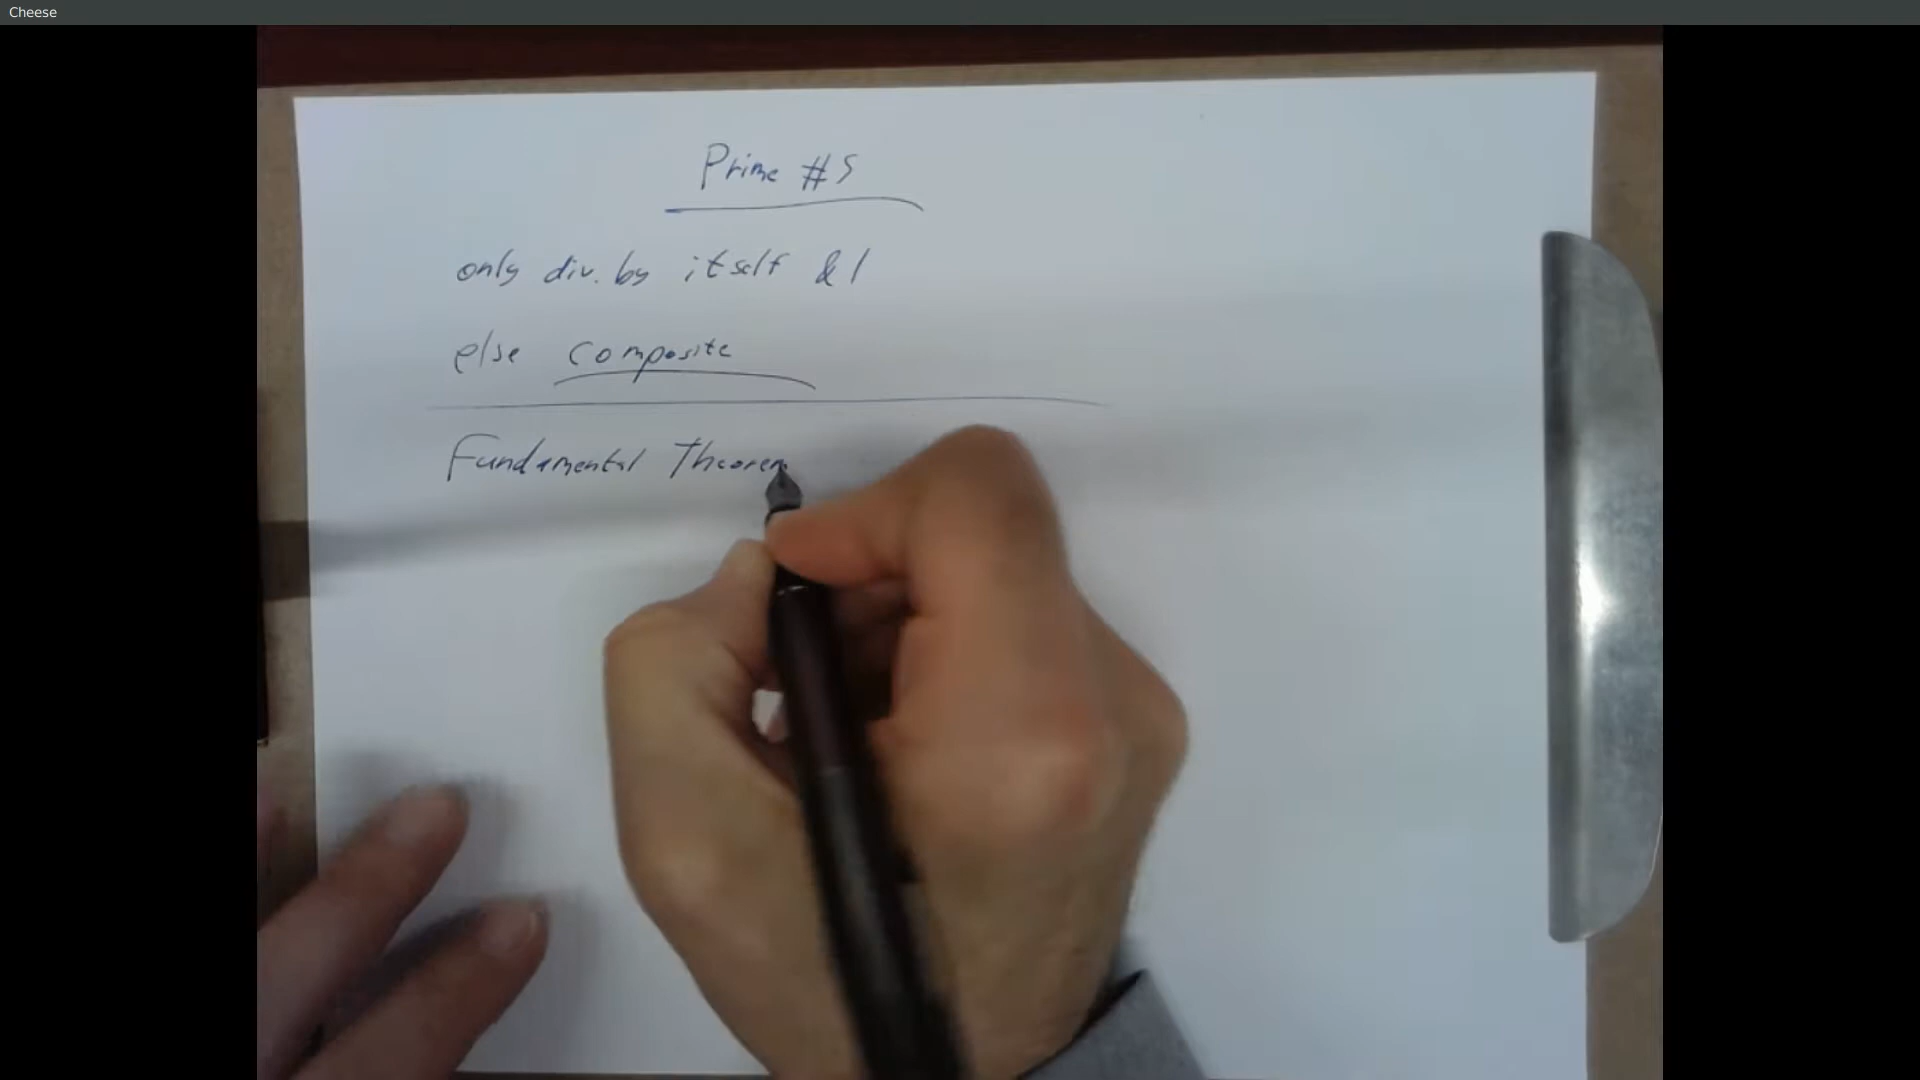 Cheese
Prime #s
only div. by itself & 1
else composite
Fundamental Theorem